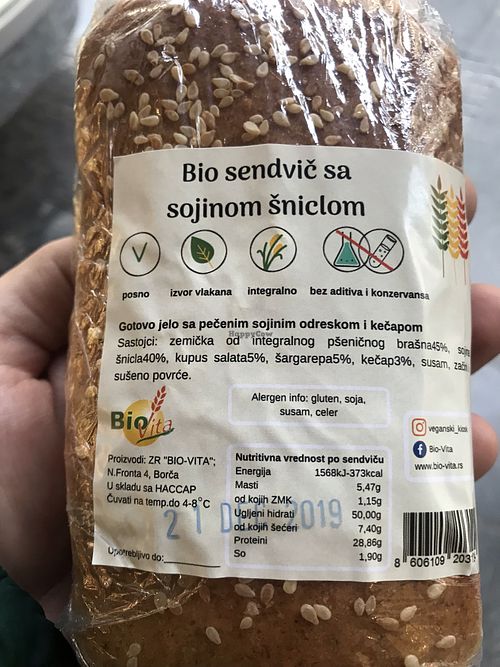 Bio sendvič sa
sojinom šniclom
posno
izvor vlakana
integralno
bez aditiva i konzervansa
Gotovo jelo sa pečenim sojinim odreskom i kečapom
HappyCow
Sastojci: zemička od integralnog pšeničnog brašna45%,
šnicla40%, kupus salata5%, šargarepa5%, kečap3%, susam,
sušeno povrće.
Alergen info: gluten, soja,
susam, celer
Bio
Vita
veganski_kiosk
Bio-Vita
www.bio-vita.rs
Proizvodi: ZR "BIO-VITA";
N.Fronta 4, Borča
U skladu sa HACCAP
Čuvati na temp.do 4-8°C
Upotrebljivo do:
Nutritivna vrednost po sendviču
Energija 1568kJ-373kcal
Masti 5,47g
od kojih ZMK 1,15g
Ugljeni hidrati 50,00g
od kojih šećeri 7,40g
Proteini 28,86g
So 1,90g
21 2019
8 606109